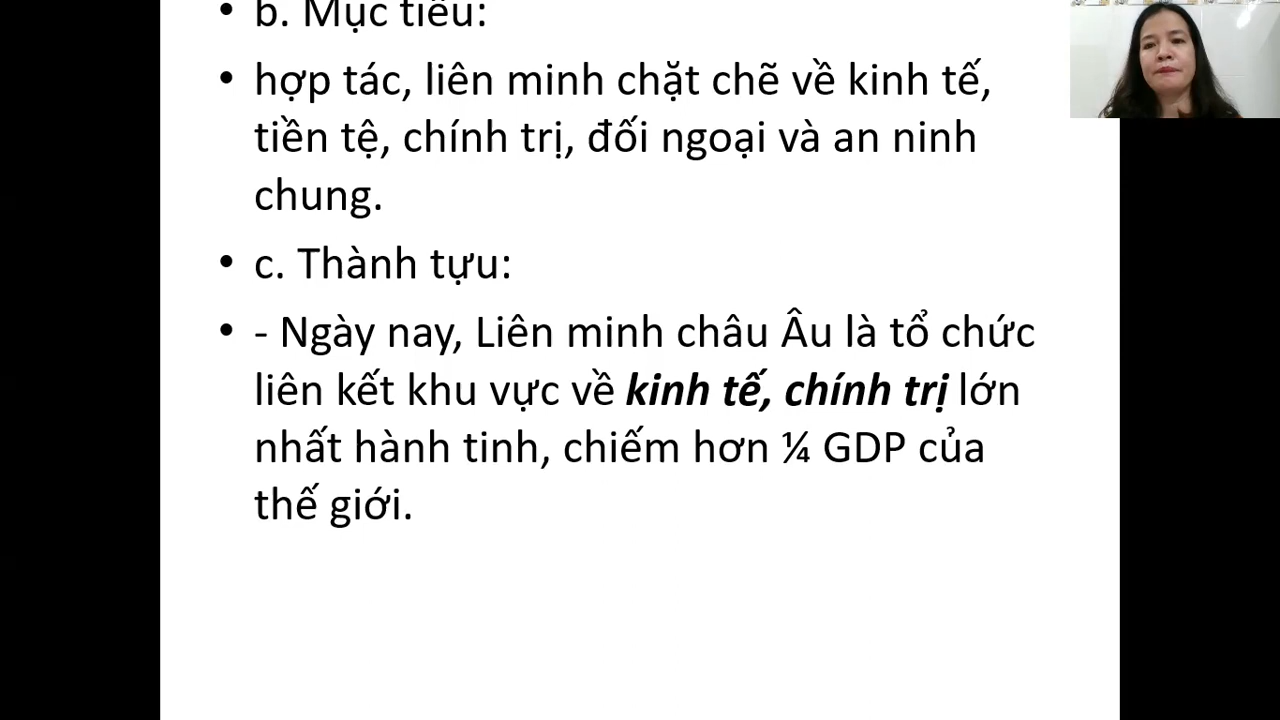 • b. Mục tiêu:
• hợp tác, liên minh chặt chẽ về kinh tế,
tiền tệ, chính trị, đối ngoại và an ninh
chung.
• c. Thành tựu:
• - Ngày nay, Liên minh châu Âu là tổ chức
liên kết khu vực về kinh tế, chính trị lớn
nhất hành tinh, chiếm hơn ¼ GDP của
thế giới.